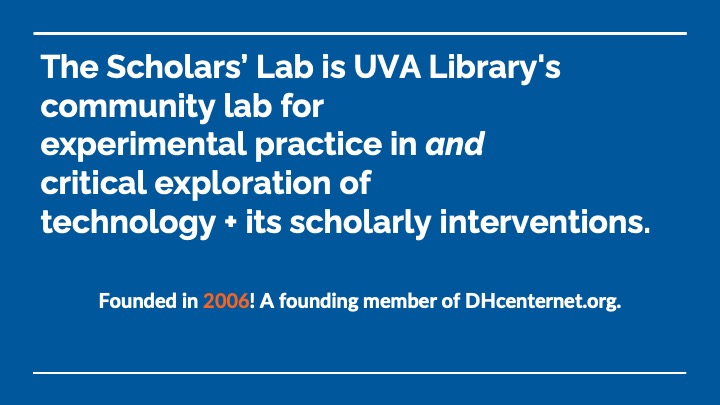 The Scholars’ Lab is UVA Library's
community lab for
experimental practice in and
critical exploration of
technology + its scholarly interventions.
Founded in 2006! A founding member of DHcenternet.org.